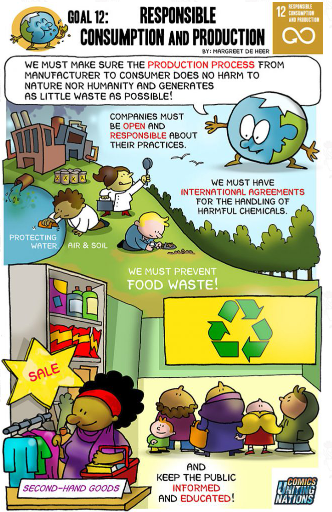 GOAL 12:
RESPONSIBLE
CONSUMPTION AND PRODUCTION
BY: MARGREET DE HEER
12 RESPONSIBLE
CONSUMPTION
AND PRODUCTION
WE MUST MAKE SURE THE PRODUCTION PROCESS FROM
MANUFACTURER TO CONSUMER DOES NO HARM TO
NATURE NOR HUMANITY AND GENERATES
AS LITTLE WASTE AS POSSIBLE!
COMPANIES MUST
BE OPEN AND
RESPONSIBLE ABOUT
THEIR PRACTICES.
WE MUST HAVE
INTERNATIONAL AGREEMENTS
FOR THE HANDLING OF
HARMFUL CHEMICALS.
PROTECTING
WATER, AIR & SOIL
WE MUST PREVENT
FOOD WASTE!
SALE
SECOND-HAND GOODS
AND
KEEP THE PUBLIC
INFORMED
AND EDUCATED!
COMICS
UNITING
NATIONS